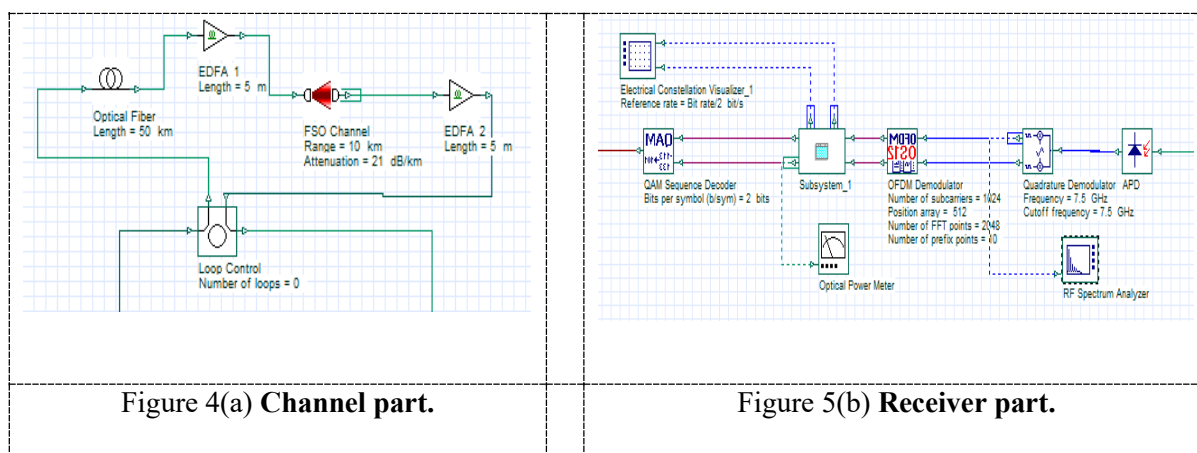 EDFA 1
Length = 5 m
Optical Fiber
Length = 50 km
FSO Channel
Range = 10 km
Attenuation = 21 dB/km
EDFA 2
Length = 5 m
Loop Control
Number of loops = 0
Figure 4(a) Channel part.
Electrical Constellation Visualizer_1
Reference rate = Bit rate/2 bit/s
QAM Sequence Decoder
Bits per symbol (b/sym) = 2 bits
Subsystem_1
OFDM Demodulator
Number of subcarriers = 1024
Position array = 512
Number of FFT points = 2048
Number of prefix points = 10
Quadrature Demodulator
Frequency = 7.5 GHz
Cutoff frequency = 7.5 GHz
APD
Optical Power Meter
RF Spectrum Analyzer
Figure 5(b) Receiver part.